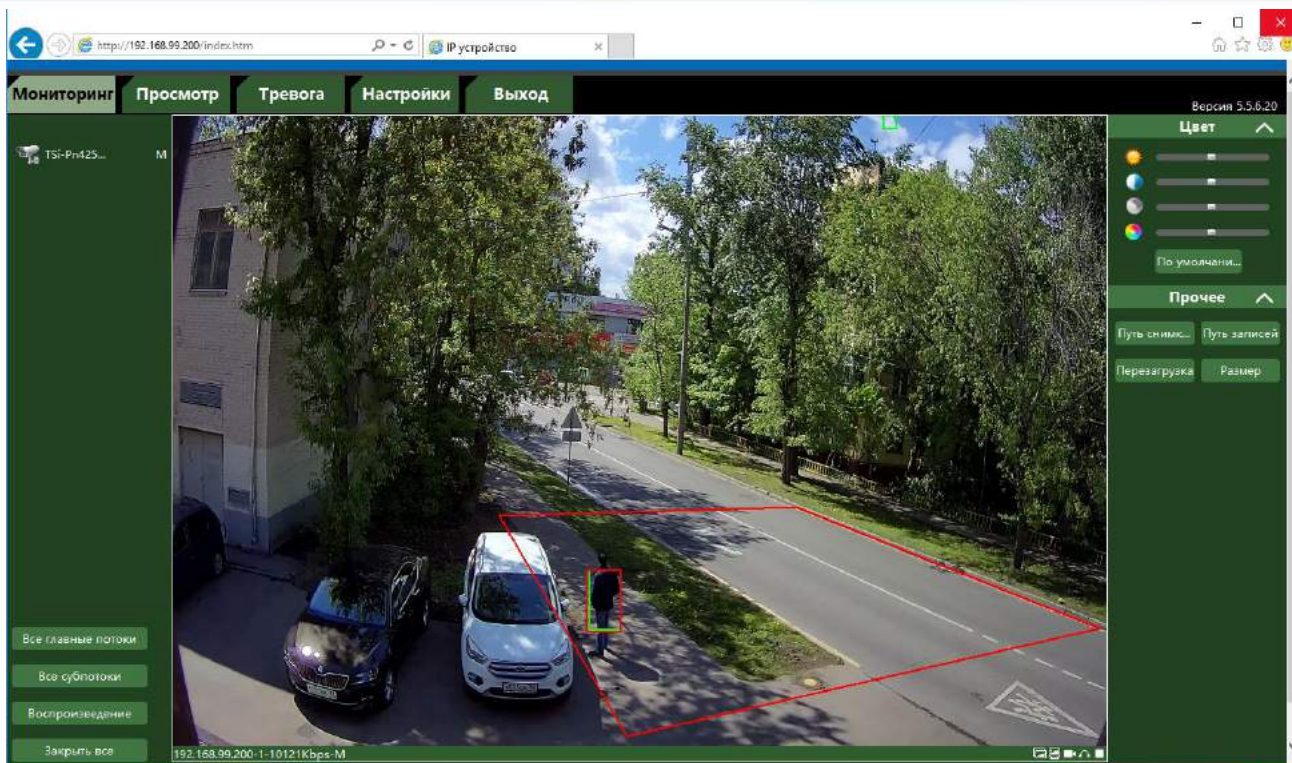 http://192.168.99.200/index.htm
IP устройство
Мониторинг Просмотр Тревога Настройки Выход
Версия 5.5.6.20
TSi-Pn425... M
Цвет
По умолчани...
Прочее
Путь снимк... Путь записей
Перезагрузка Размер
Все главные потоки
Все субпотоки
Воспроизведение
Закрыть все
192.168.99.200-1-10121Kbps-M